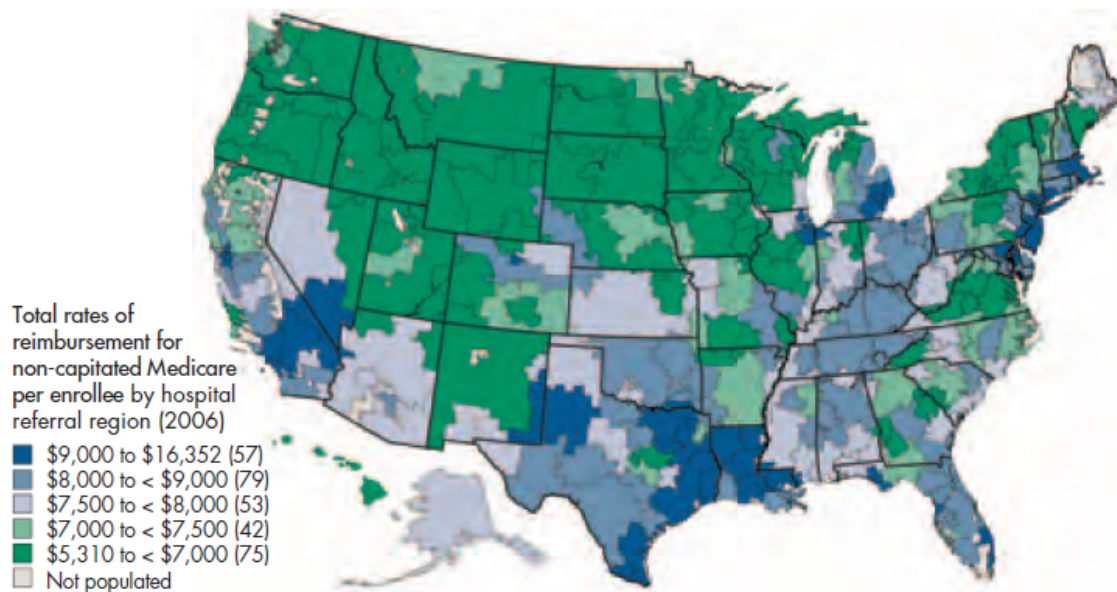 Total rates of
reimbursement for
non-capitated Medicare
per enrollee by hospital
referral region (2006)
$9,000 to $16,352 (57)
$8,000 to < $9,000 (79)
$7,500 to < $8,000 (53)
$7,000 to < $7,500 (42)
$5,310 to < $7,000 (75)
Not populated